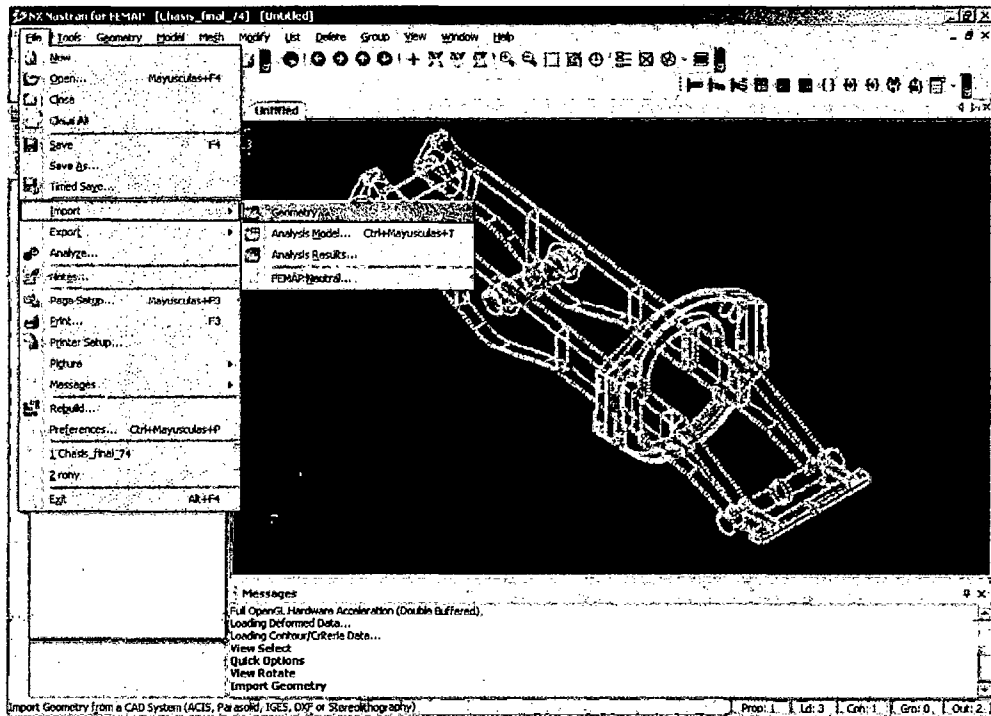 NX Nastran for FEMAP [Chasis_final_74] [Untitled]
File Tools Geometry Model Mesh Modify List Delete Group View Window Help
New
Open... Mayusculas+F4
Close
Close All
Save F4
Save As...
Timed Save...
Import
Export
Analyze...
Notes...
Page Setup... Mayusculas+F3
Print... F3
Printer Setup...
Picture
Messages
Rebuild...
Preferences... Ctrl+Mayusculas+P
1 Chasis_final_74
2 rony
Exit Alt+F4
Untitled
Geometry...
Analysis Model... Ctrl+Mayusculas+T
Analysis Results...
FEMAP Neutral...
Messages
Full OpenGL Hardware Acceleration (Double Buffered).
Loading Deformed Data...
Loading Contour/Criteria Data...
View Select
Quick Options
View Rotate
Import Geometry
Import Geometry from a CAD System (ACIS, Parasolid, IGES, DXF or Stereolithography) Prop: 1 Ld: 3 Con: 1 Grp: 0 Out: 2